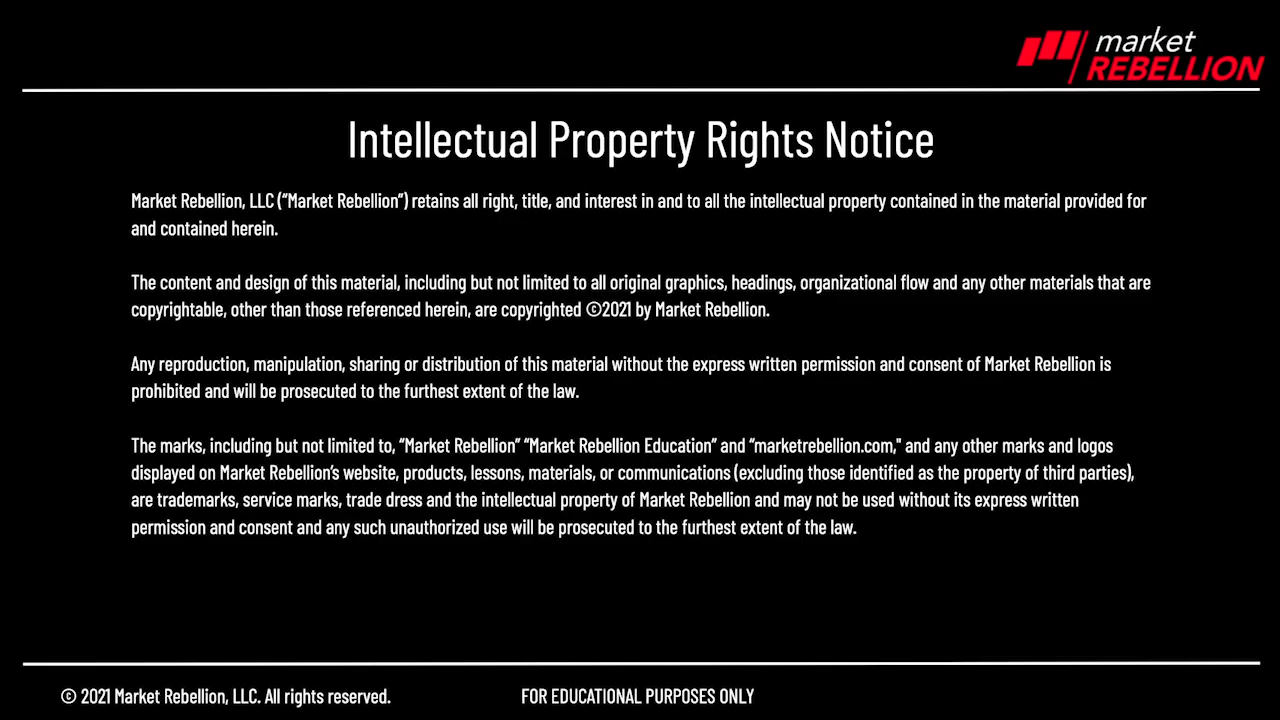 market
REBELLION
Intellectual Property Rights Notice
Market Rebellion, LLC (“Market Rebellion”) retains all right, title, and interest in and to all the intellectual property contained in the material provided for
and contained herein.
The content and design of this material, including but not limited to all original graphics, headings, organizational flow and any other materials that are
copyrightable, other than those referenced herein, are copyrighted ©2021 by Market Rebellion.
Any reproduction, manipulation, sharing or distribution of this material without the express written permission and consent of Market Rebellion is
prohibited and will be prosecuted to the furthest extent of the law.
The marks, including but not limited to, “Market Rebellion” “Market Rebellion Education” and “marketrebellion.com," and any other marks and logos
displayed on Market Rebellion’s website, products, lessons, materials, or communications (excluding those identified as the property of third parties),
are trademarks, service marks, trade dress and the intellectual property of Market Rebellion and may not be used without its express written
permission and consent and any such unauthorized use will be prosecuted to the furthest extent of the law.
© 2021 Market Rebellion, LLC. All rights reserved.
FOR EDUCATIONAL PURPOSES ONLY